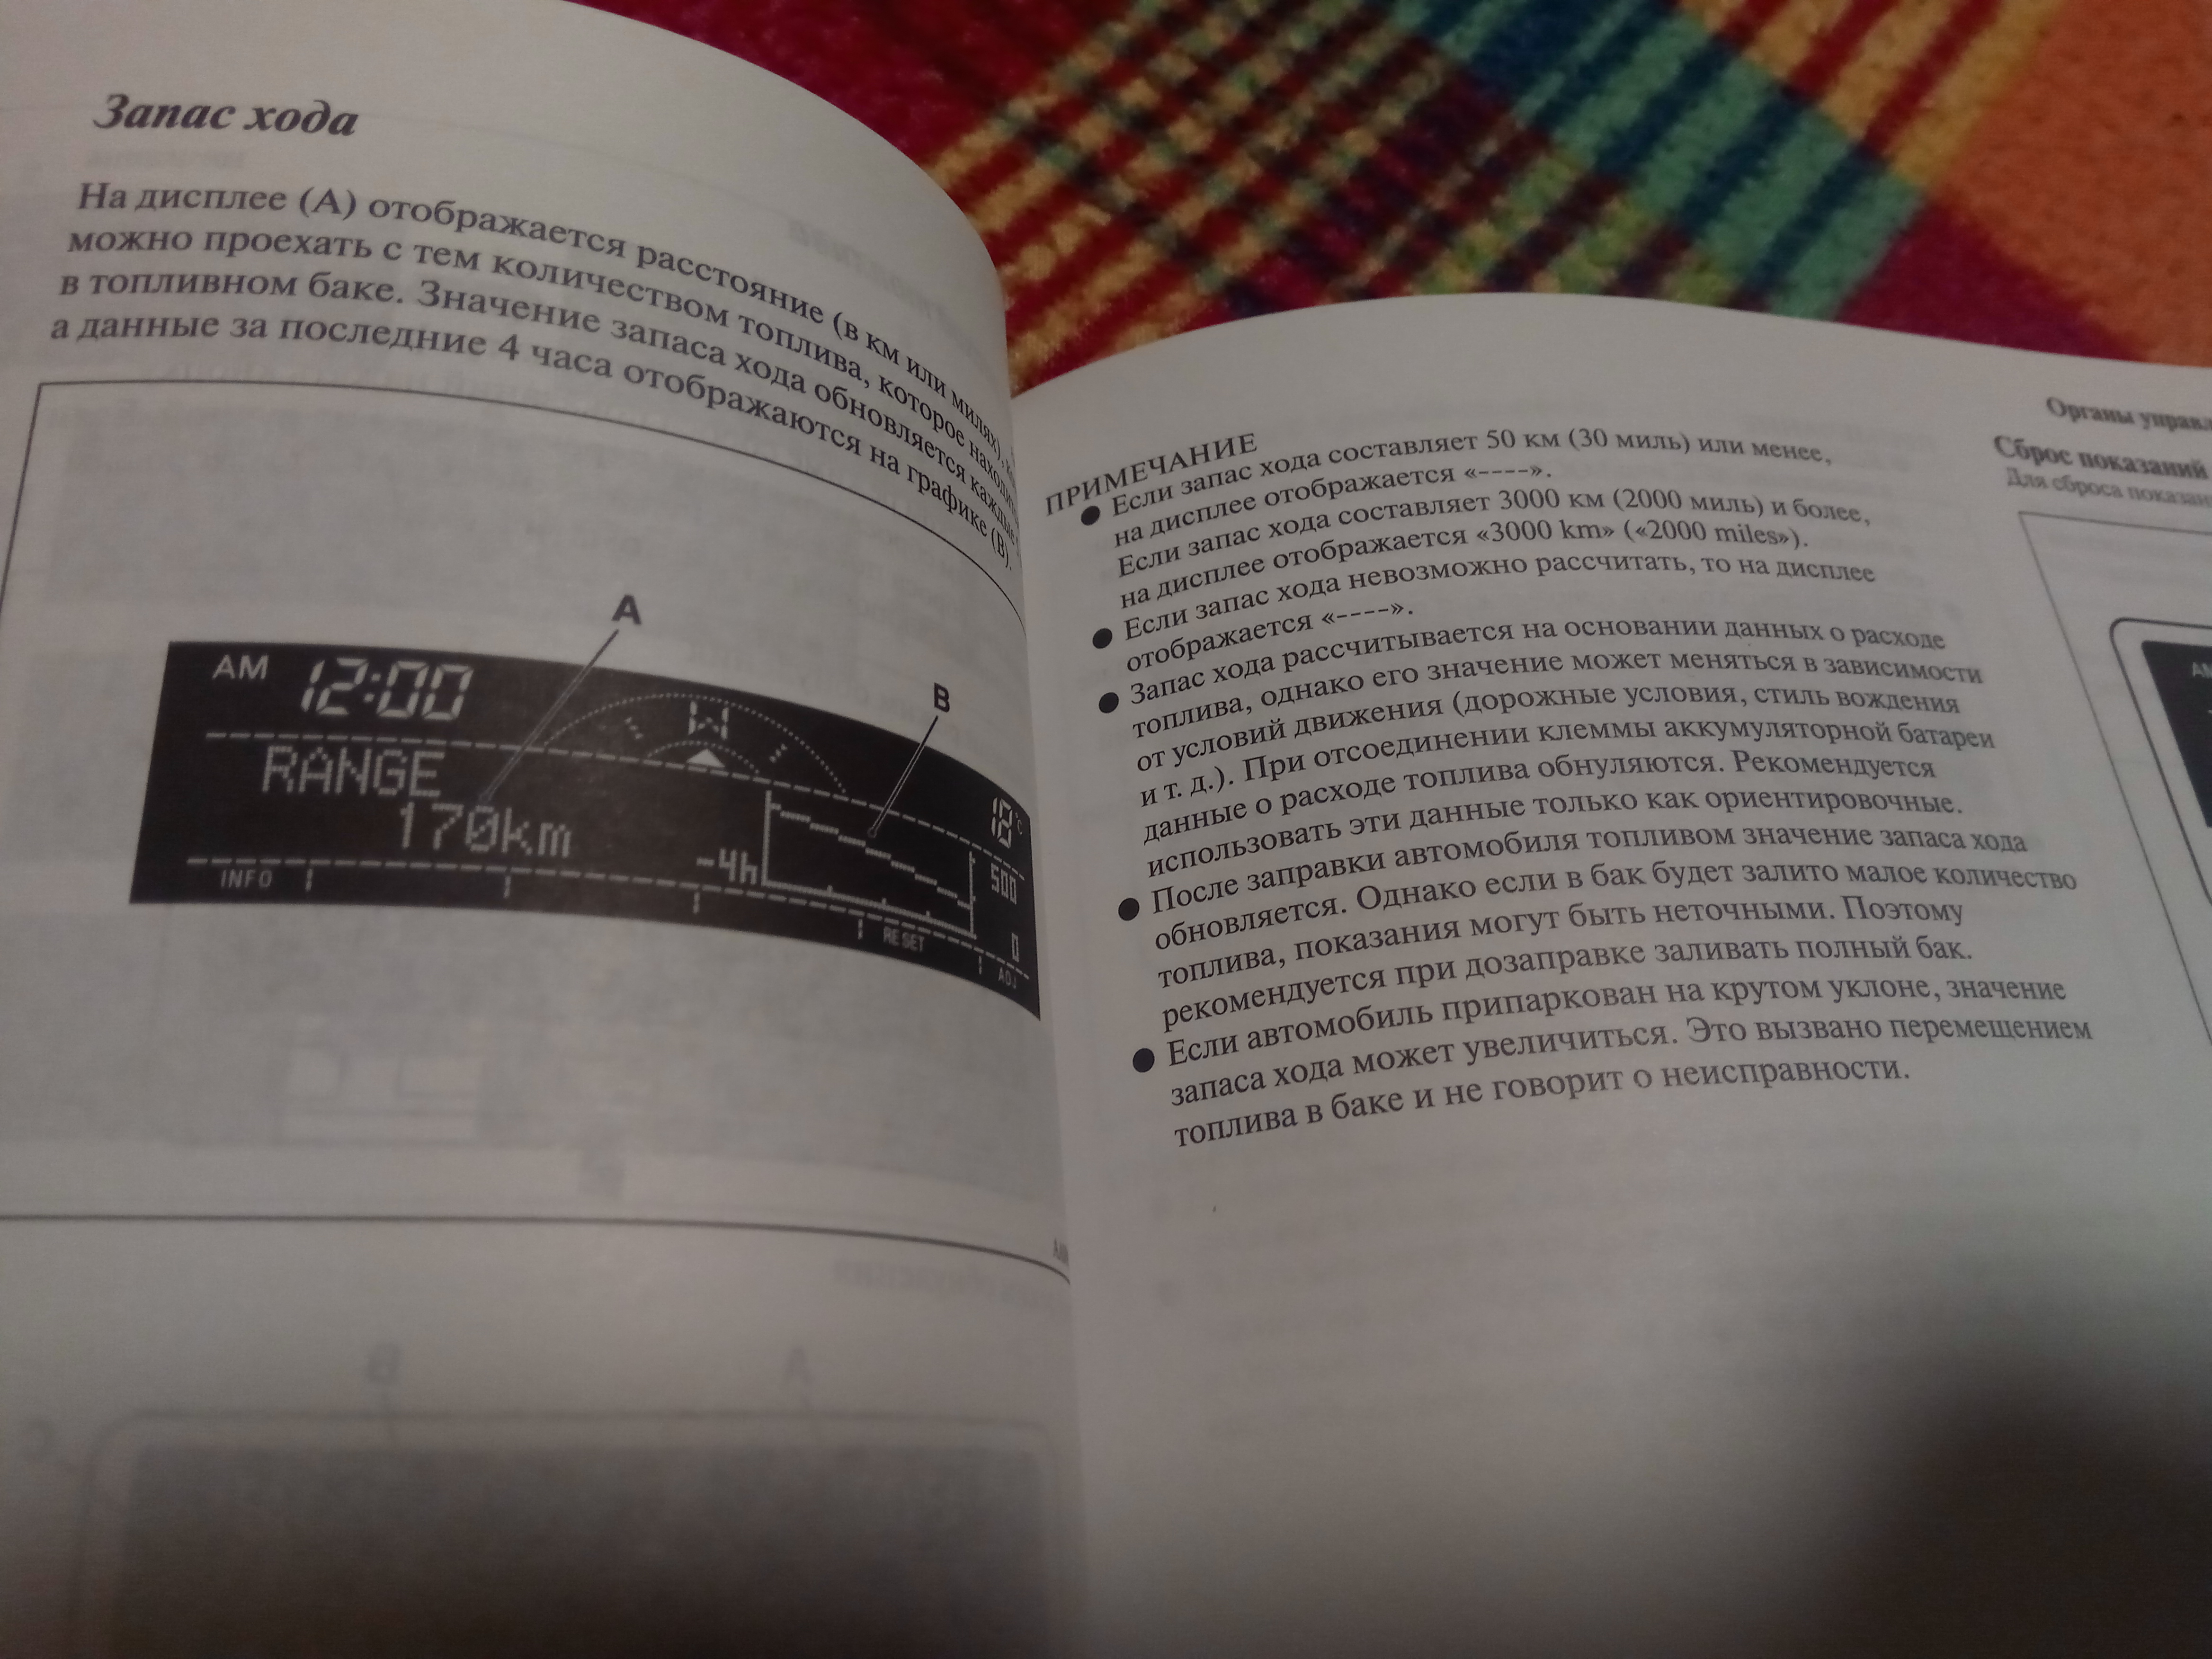 Запас хода
На дисплее (А) отображается расстояние (в км или милях),
можно проехать с тем количеством топлива, которое
в топливном баке. Значение запаса хода обновляется каждые
а данные за последние 4 часа отображаются на графике (В).
A
B
AM 12:00
W
RANGE
170km
18°C
-4h
500
0
INFO
RESET
ADJ
Органы
Сброс показаний
Для сброса
ПРИМЕЧАНИЕ
● Если запас хода составляет 50 км (30 миль) или менее,
на дисплее отображается «----».
Если запас хода составляет 3000 км (2000 миль) и более,
на дисплее отображается «3000 km» («2000 miles»).
● Если запас хода невозможно рассчитать, то на дисплее
отображается «----».
● Запас хода рассчитывается на основании данных о расходе
топлива, однако его значение может меняться в зависимости
от условий движения (дорожные условия, стиль вождения
и т. д.). При отсоединении клеммы аккумуляторной батареи
данные о расходе топлива обнуляются. Рекомендуется
использовать эти данные только как ориентировочные.
● После заправки автомобиля топливом значение запаса хода
обновляется. Однако если в бак будет залито малое количество
топлива, показания могут быть неточными. Поэтому
рекомендуется при дозаправке заливать полный бак.
● Если автомобиль припаркован на крутом уклоне, значение
запаса хода может увеличиться. Это вызвано перемещением
топлива в баке и не говорит о неисправности.